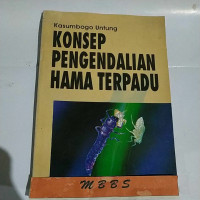 Kasumbogo Untung
KONSEP
PENGENDALIAN
HAMA TERPADU
MBBS